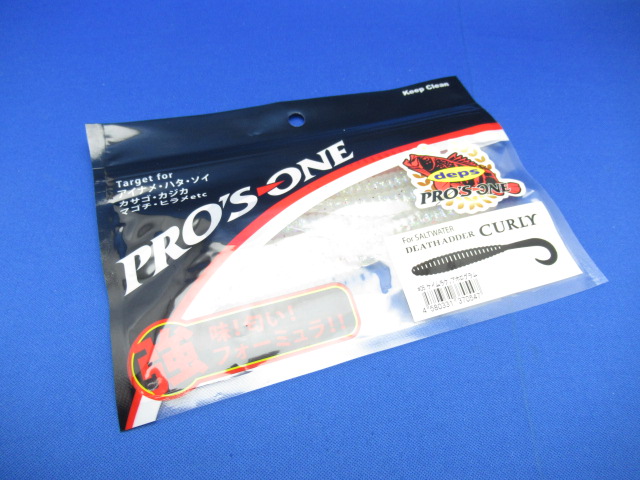 Keep Clean
Target for
アイナメ・ハタ・ソイ
カサゴ・カジカ
マゴチ・ヒラメetc
PRO'S-ONE
deps
PRO'S-ONE
For SALTWATER
DEATHADDER CURLY
強
味!匂い!
フォーミュラ!!